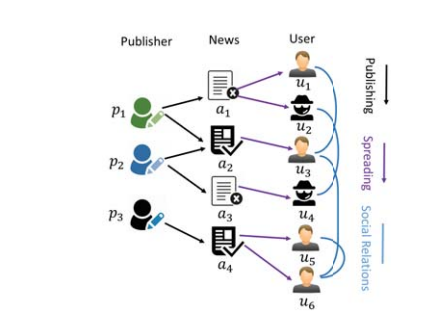 Publisher
News
User
p₁
p₂
p₃
a₁
a₂
a₃
a₄
u₁
u₂
u₃
u₄
u₅
u₆
Publishing
Spreading
Social Relations